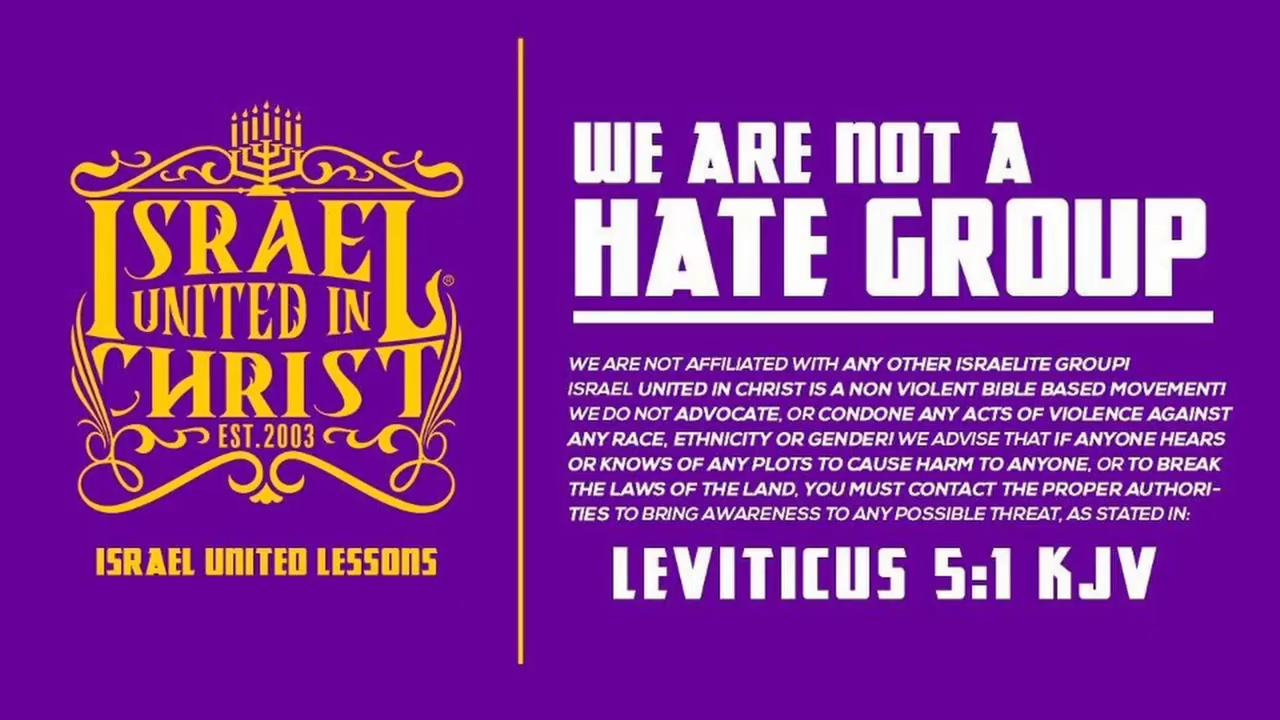 ISRAEL
UNITED IN
CHRIST
EST.2003
®
ISRAEL UNITED LESSONS
WE ARE NOT A
HATE GROUP
WE ARE NOT AFFILIATED WITH ANY OTHER ISRAELITE GROUP!
ISRAEL UNITED IN CHRIST IS A NON VIOLENT BIBLE BASED MOVEMENT!
WE DO NOT ADVOCATE, OR CONDONE ANY ACTS OF VIOLENCE AGAINST
ANY RACE, ETHNICITY OR GENDER! WE ADVISE THAT IF ANYONE HEARS
OR KNOWS OF ANY PLOTS TO CAUSE HARM TO ANYONE, OR TO BREAK
THE LAWS OF THE LAND, YOU MUST CONTACT THE PROPER AUTHORI-
TIES TO BRING AWARENESS TO ANY POSSIBLE THREAT, AS STATED IN:
LEVITICUS 5:1 KJV